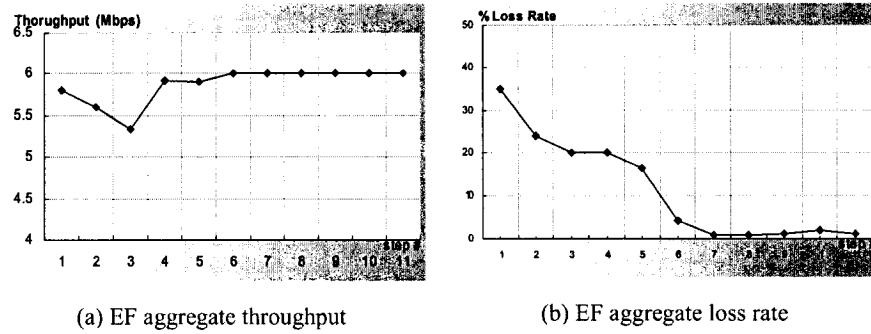 Thorughput (Mbps)
6.5
6
5.5
5
4.5
4
step #
1 2 3 4 5 6 7 8 9 10 11
(a) EF aggregate throughput
% Loss Rate
50
40
30
20
10
0
step
1 2 3 4 5 6 7 8
(b) EF aggregate loss rate